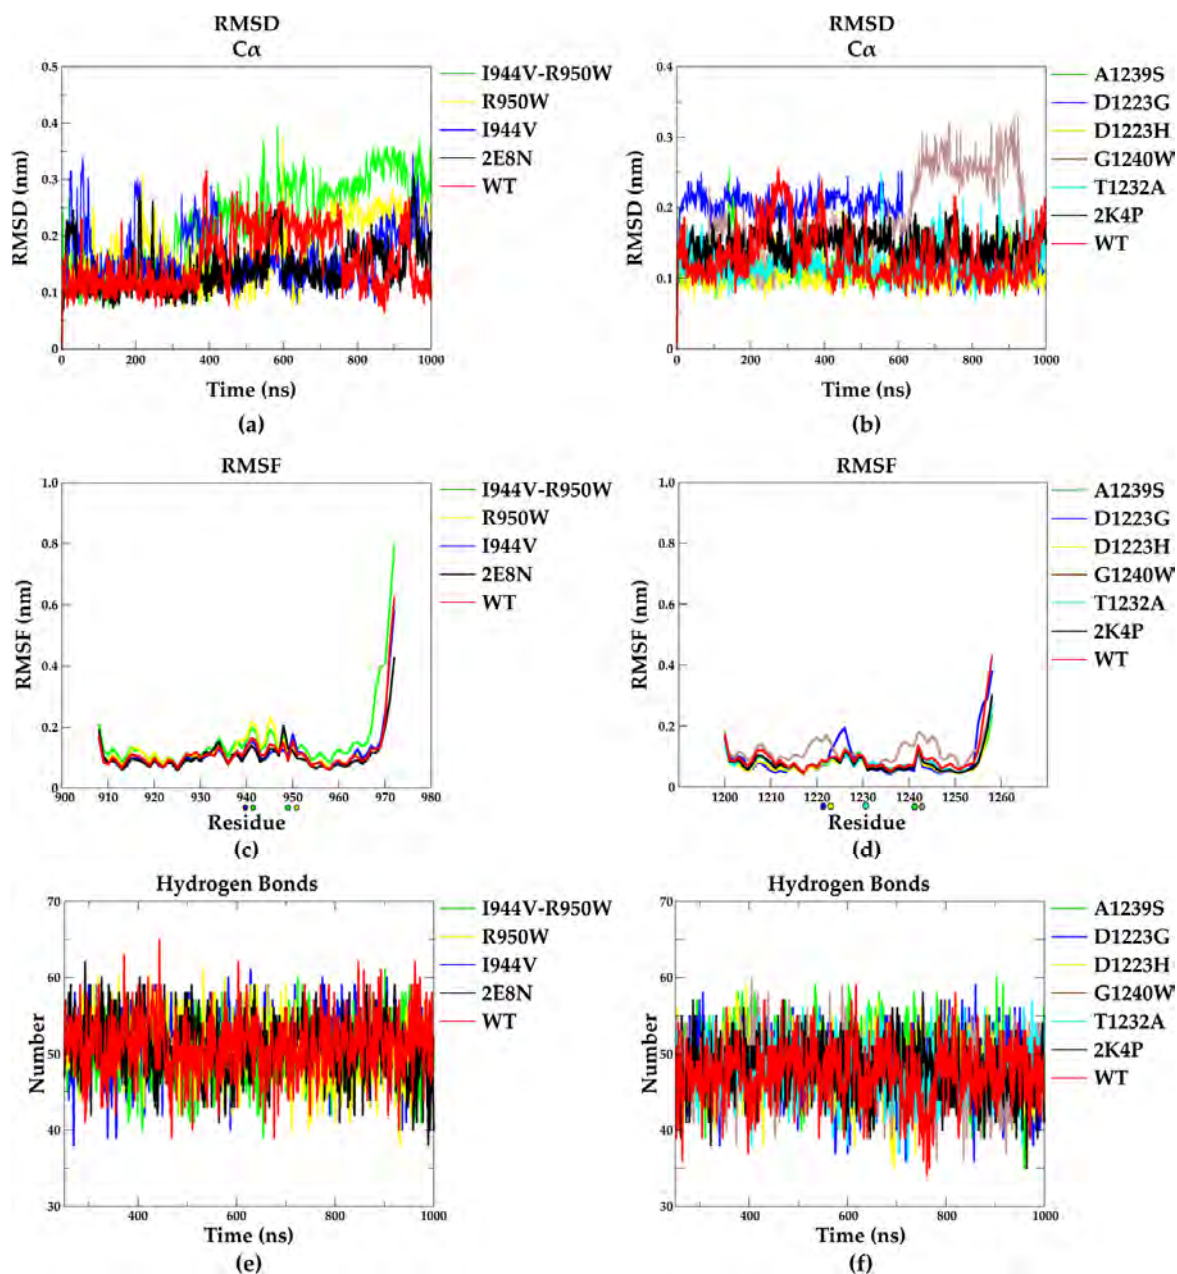 RMSD
Cα
0.5
0.4
0.3
0.2
0.1
0
RMSD (nm)
0 200 400 600 800 1000
Time (ns)
I944V-R950W
R950W
I944V
2E8N
WT
(a)
RMSD
Cα
0.4
0.3
0.2
0.1
0
RMSD (nm)
0 200 400 600 800 1000
Time (ns)
A1239S
D1223G
D1223H
G1240W
T1232A
2K4P
WT
(b)
RMSF
1.0
0.8
0.6
0.4
0.2
0
RMSF (nm)
900 910 920 930 940 950 960 970 980
Residue
I944V-R950W
R950W
I944V
2E8N
WT
(c)
RMSF
1.0
0.8
0.6
0.4
0.2
0
RMSF (nm)
1200 1210 1220 1230 1240 1250 1260
Residue
A1239S
D1223G
D1223H
G1240W
T1232A
2K4P
WT
(d)
Hydrogen Bonds
70
60
50
40
30
Number
400 600 800 1000
Time (ns)
I944V-R950W
R950W
I944V
2E8N
WT
(e)
Hydrogen Bonds
70
60
50
40
30
Number
400 600 800 1000
Time (ns)
A1239S
D1223G
D1223H
G1240W
T1232A
2K4P
WT
(f)